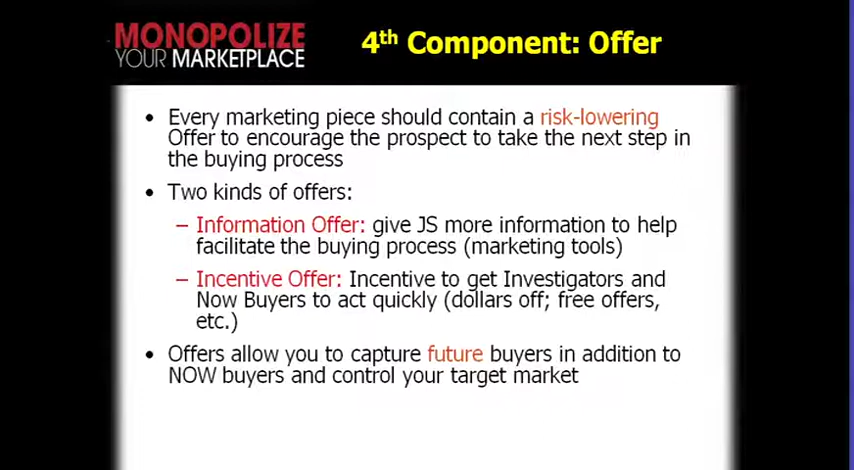 MONOPOLIZE
YOUR MARKETPLACE
4th Component: Offer
• Every marketing piece should contain a risk-lowering
Offer to encourage the prospect to take the next step in
the buying process
• Two kinds of offers:
– Information Offer: give JS more information to help
facilitate the buying process (marketing tools)
– Incentive Offer: Incentive to get Investigators and
Now Buyers to act quickly (dollars off; free offers,
etc.)
• Offers allow you to capture future buyers in addition to
NOW buyers and control your target market